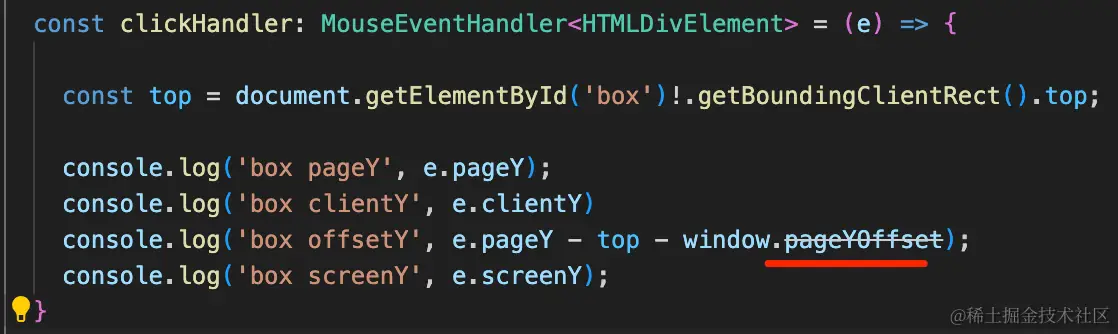 const clickHandler: MouseEventHandler<HTMLDivElement> = (e) => {
const top = document.getElementById('box')!.getBoundingClientRect().top;
console.log('box pageY', e.pageY);
console.log('box clientY', e.clientY)
console.log('box offsetY', e.pageY - top - window.pageYOffset);
console.log('box screenY', e.screenY);
}
@稀土掘金技术社区